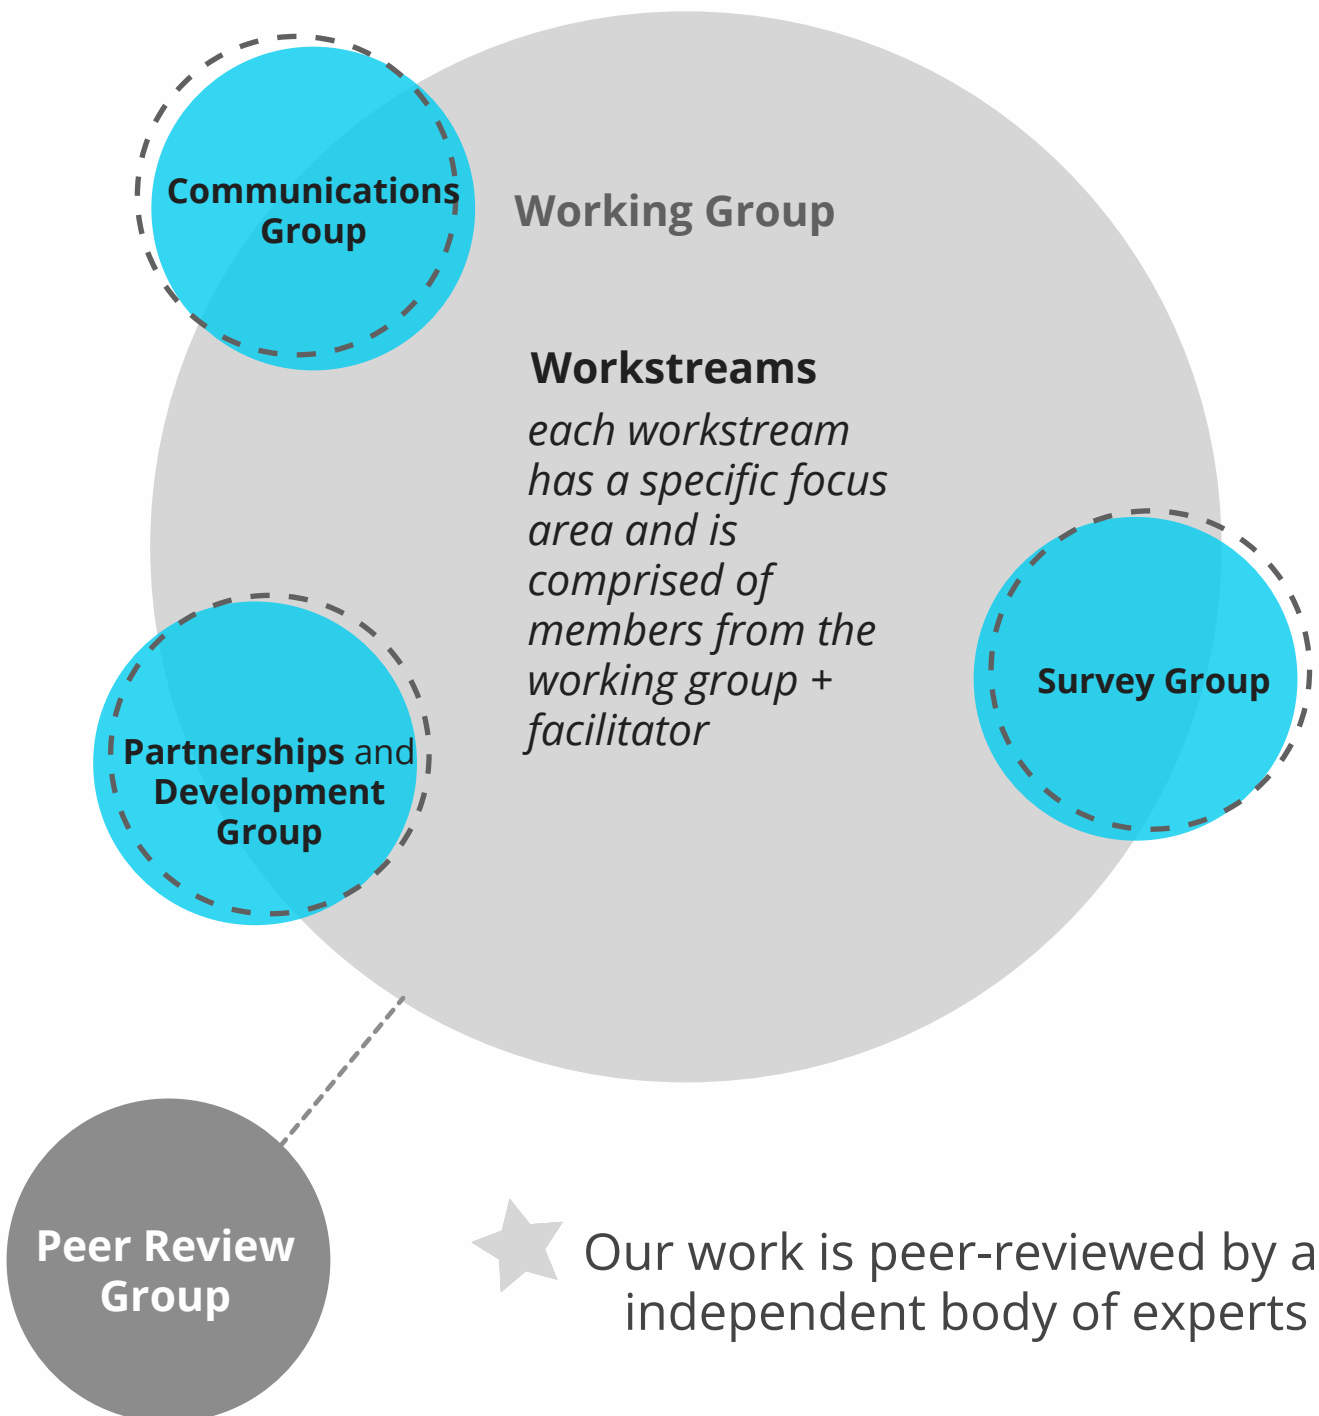 Communications
Group
Working Group
Workstreams
each workstream
has a specific focus
area and is
comprised of
members from the
working group +
facilitator
Partnerships and
Development
Group
Survey Group
Peer Review
Group
Our work is peer-reviewed by a
independent body of experts